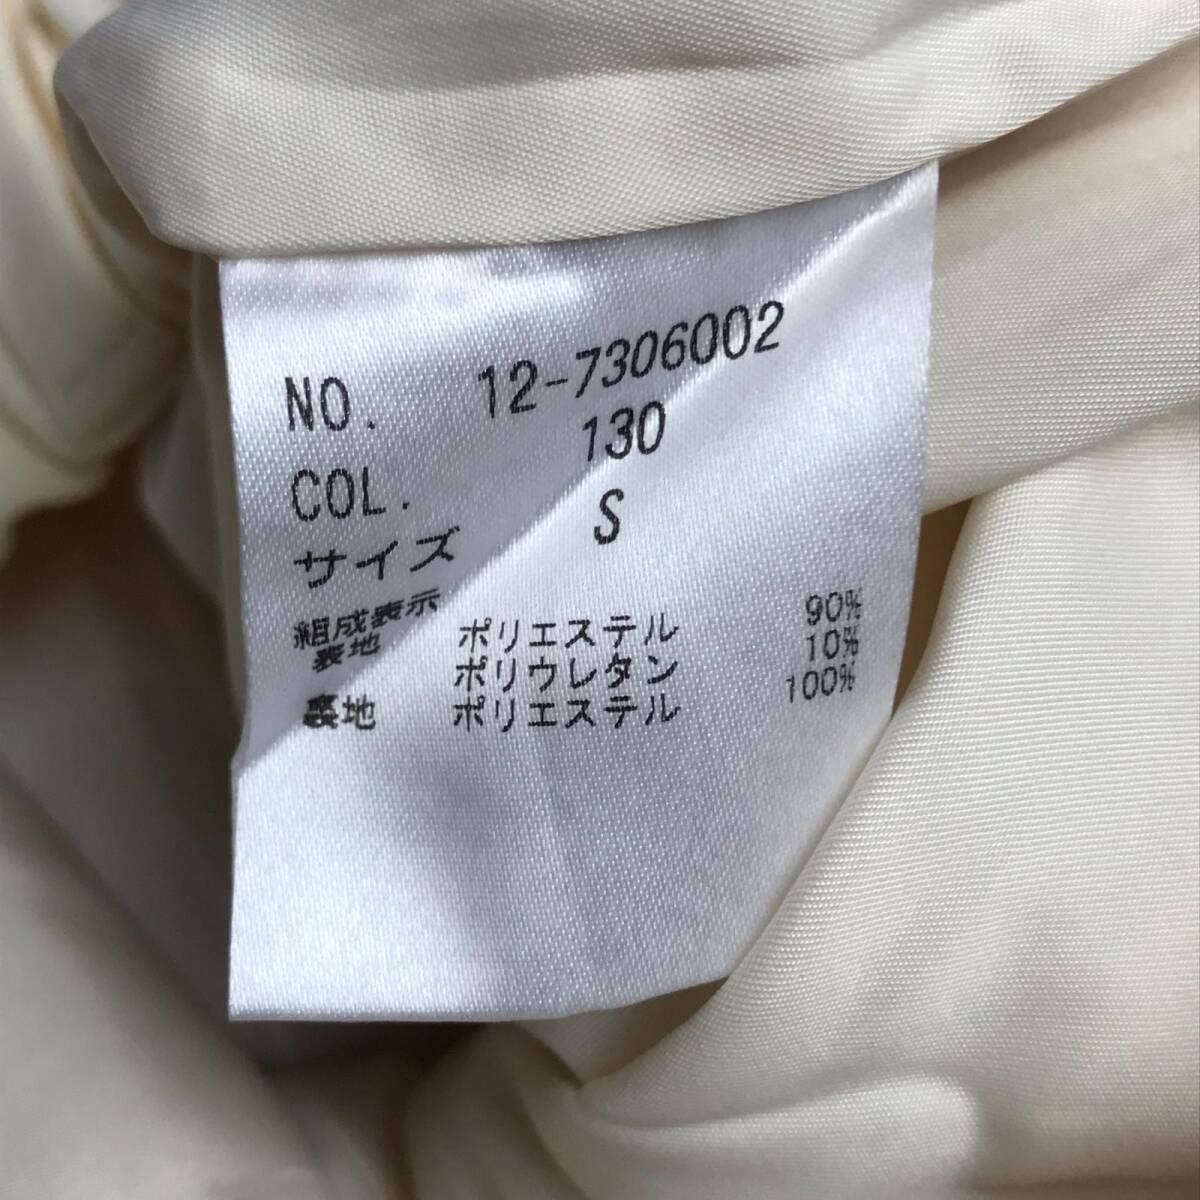 NO. 12-7306002
COL. 130
サイズ S
組成表示
表地 ポリエステル 90%
ポリウレタン 10%
裏地 ポリエステル 100%